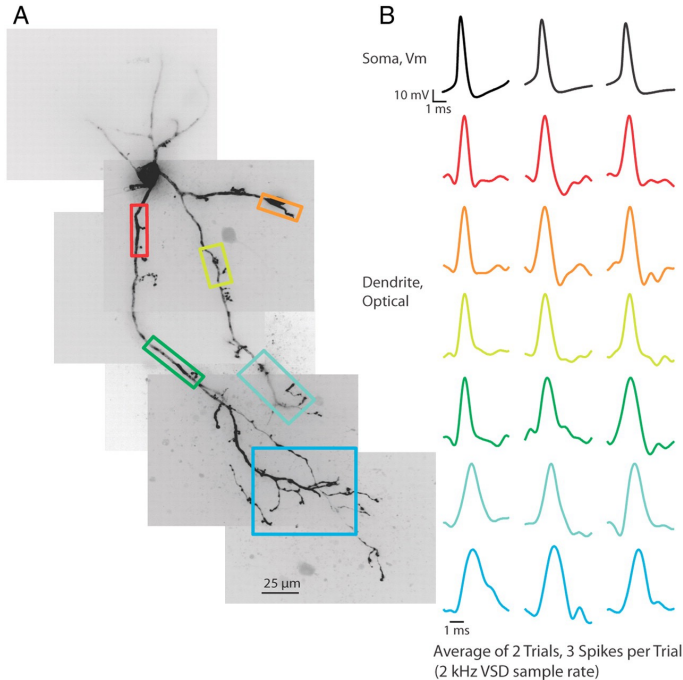 A
B
Soma, Vm
10 mV
1 ms
Dendrite,
Optical
25 µm
1 ms
Average of 2 Trials, 3 Spikes per Trial
(2 kHz VSD sample rate)